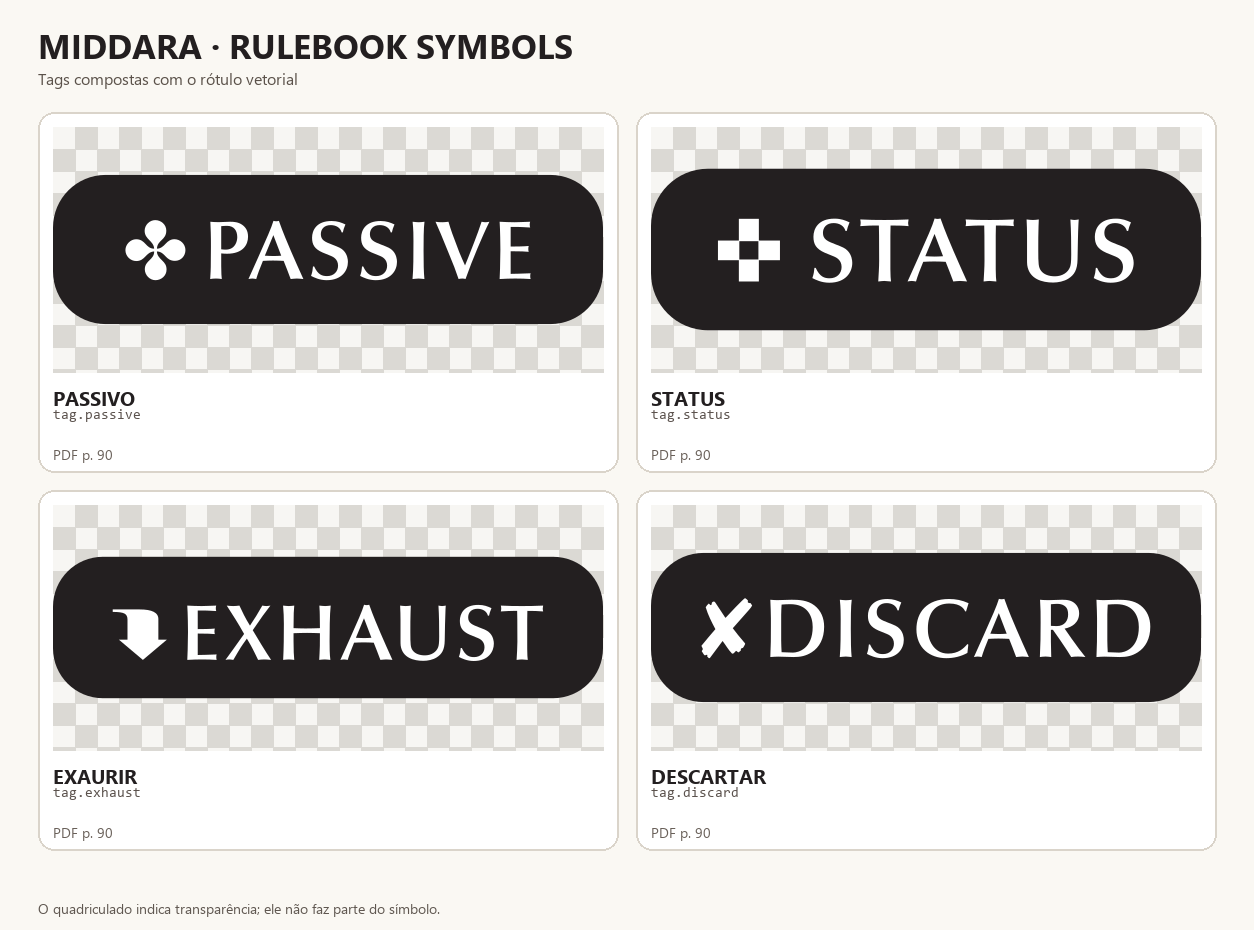 MIDDARA · RULEBOOK SYMBOLS
Tags compostas com o rótulo vetorial
PASSIVE
PASSIVO
tag.passive
PDF p. 90
STATUS
STATUS
tag.status
PDF p. 90
EXHAUST
EXAURIR
tag.exhaust
PDF p. 90
DISCARD
DESCARTAR
tag.discard
PDF p. 90
O quadriculado indica transparência; ele não faz parte do símbolo.